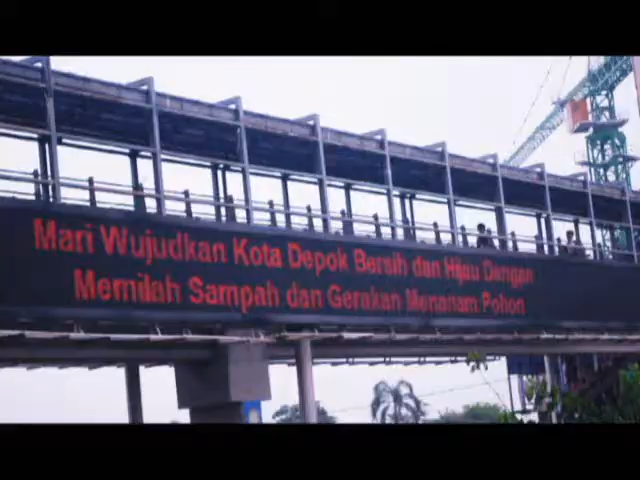 Mari Wujudkan Kota Depok Bersih dan Hijau Dengan
Memilah Sampah dan Gerakan Menanam Pohon